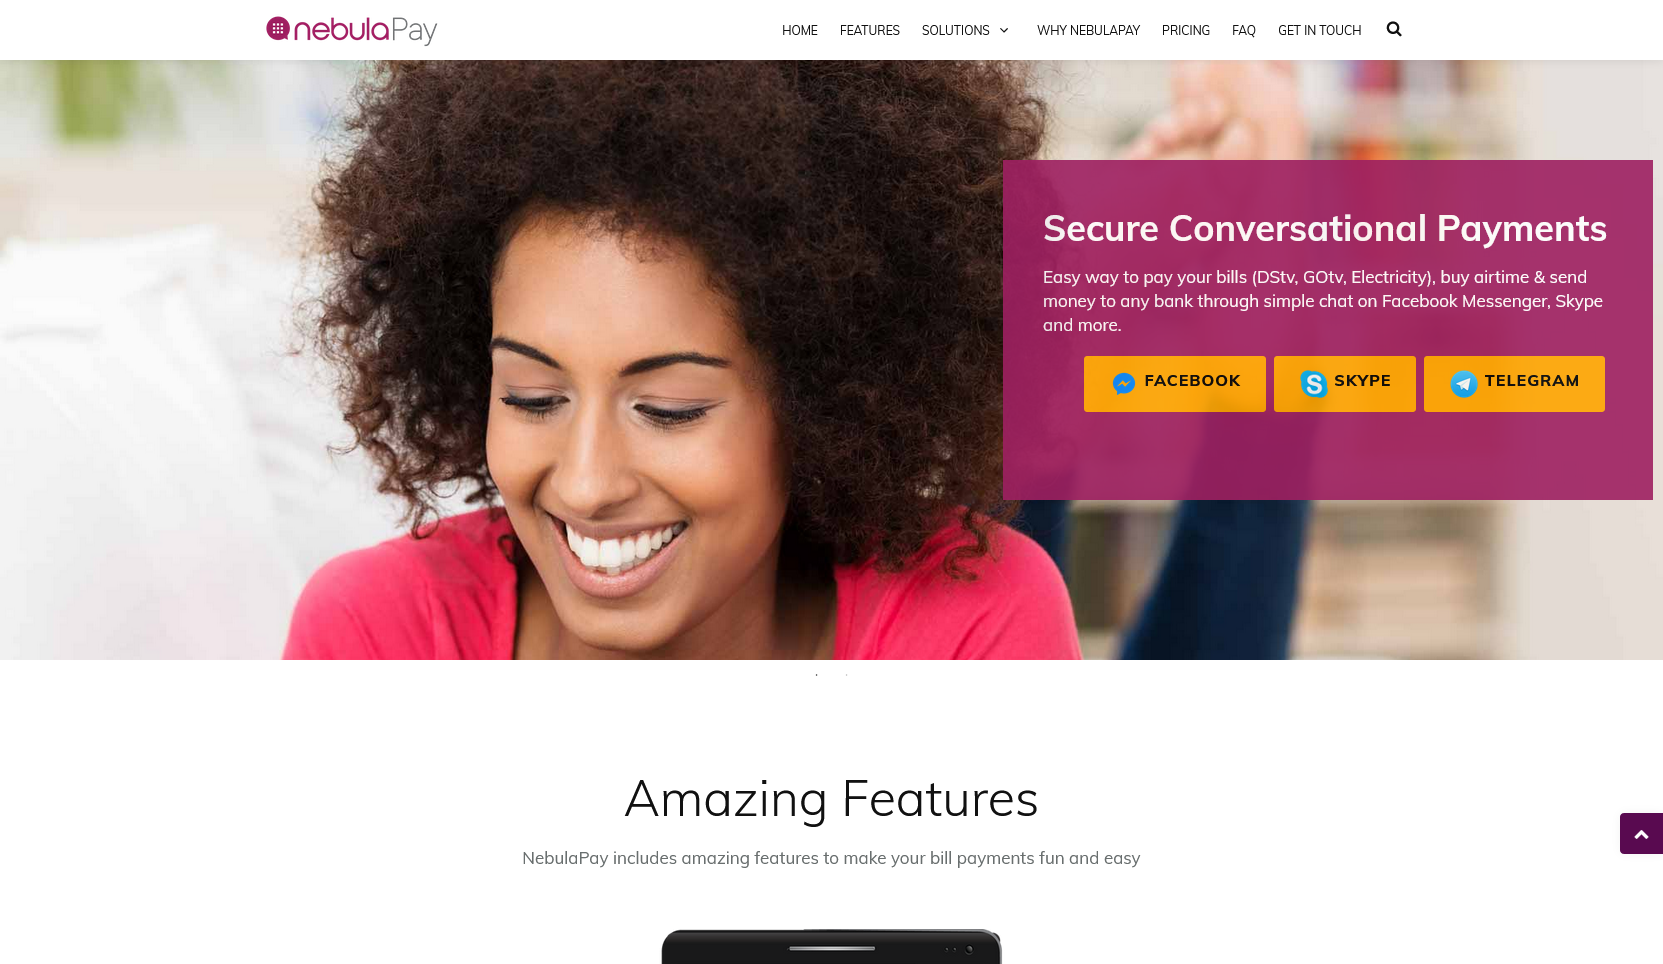 nebulaPay
HOME FEATURES SOLUTIONS WHY NEBULAPAY PRICING FAQ GET IN TOUCH
Secure Conversational Payments
Easy way to pay your bills (DStv, GOtv, Electricity), buy airtime & send
money to any bank through simple chat on Facebook Messenger, Skype
and more.
FACEBOOK SKYPE TELEGRAM
Amazing Features
NebulaPay includes amazing features to make your bill payments fun and easy